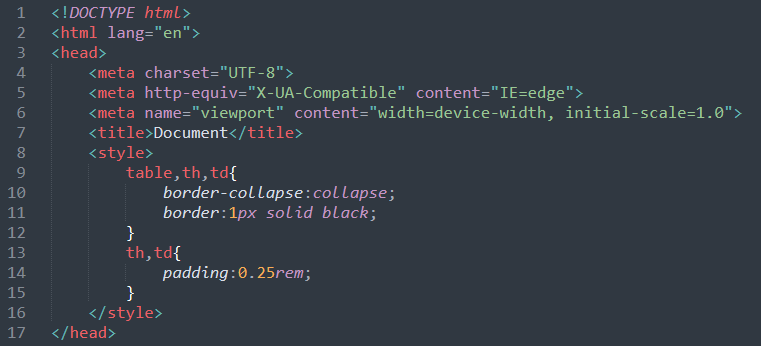 1 <!DOCTYPE html>
2 <html lang="en">
3 <head>
4     <meta charset="UTF-8">
5     <meta http-equiv="X-UA-Compatible" content="IE=edge">
6     <meta name="viewport" content="width=device-width, initial-scale=1.0">
7     <title>Document</title>
8     <style>
9         table,th,td{
10             border-collapse:collapse;
11             border:1px solid black;
12         }
13         th,td{
14             padding:0.25rem;
15         }
16     </style>
17 </head>